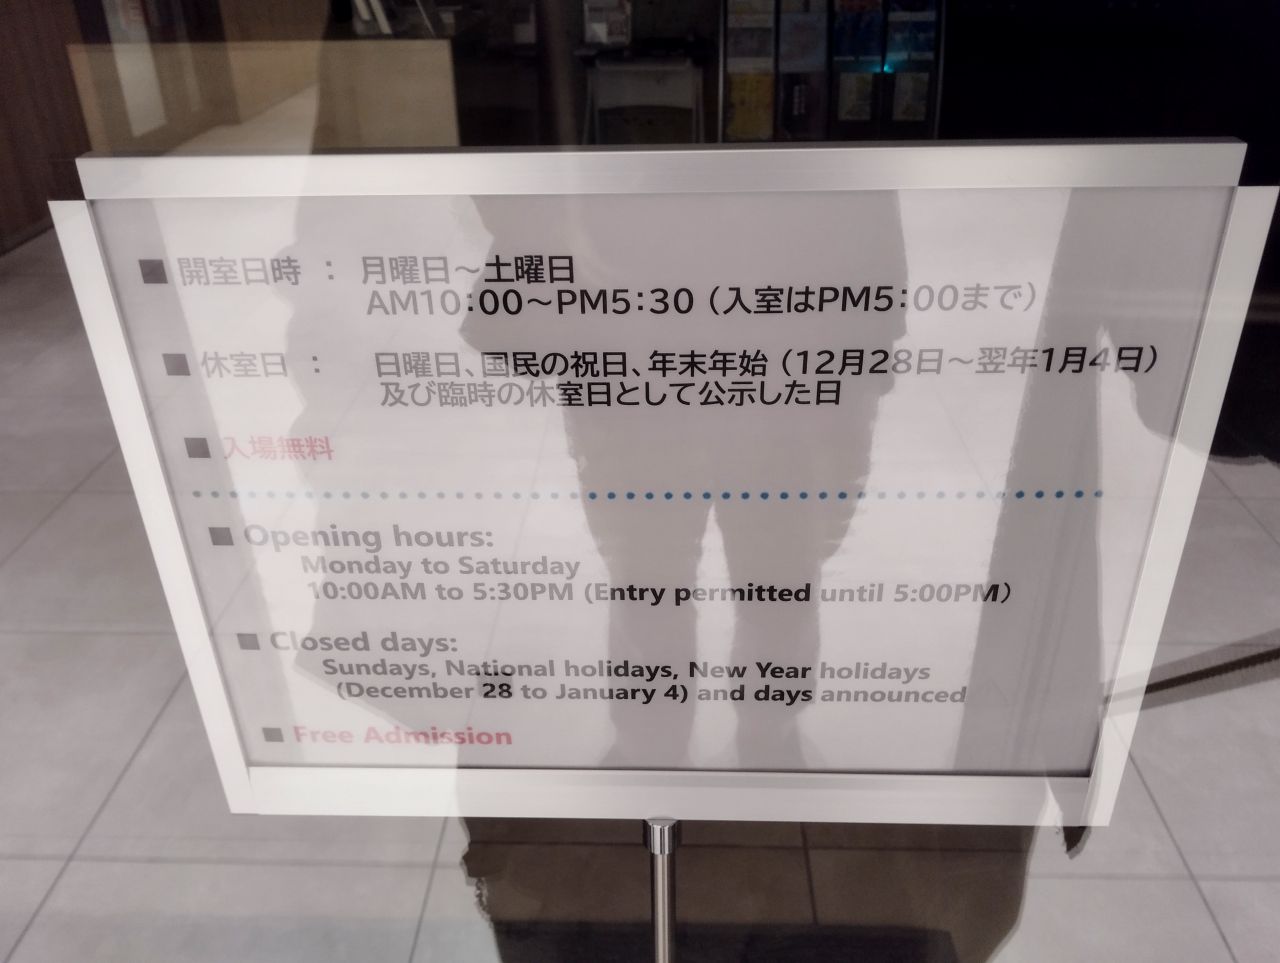 ■ 開室日時 ： 月曜日～土曜日
AM10：00～PM5：30（入室はPM5：00まで）
■ 休室日 ： 日曜日、国民の祝日、年末年始（12月28日～翌年1月4日）
及び臨時の休室日として公示した日
■ 入場無料
■ Opening hours:
Monday to Saturday
10:00AM to 5:30PM (Entry permitted until 5:00PM）
■ Closed days:
Sundays, National holidays, New Year holidays
(December 28 to January 4) and days announced
■ Free Admission